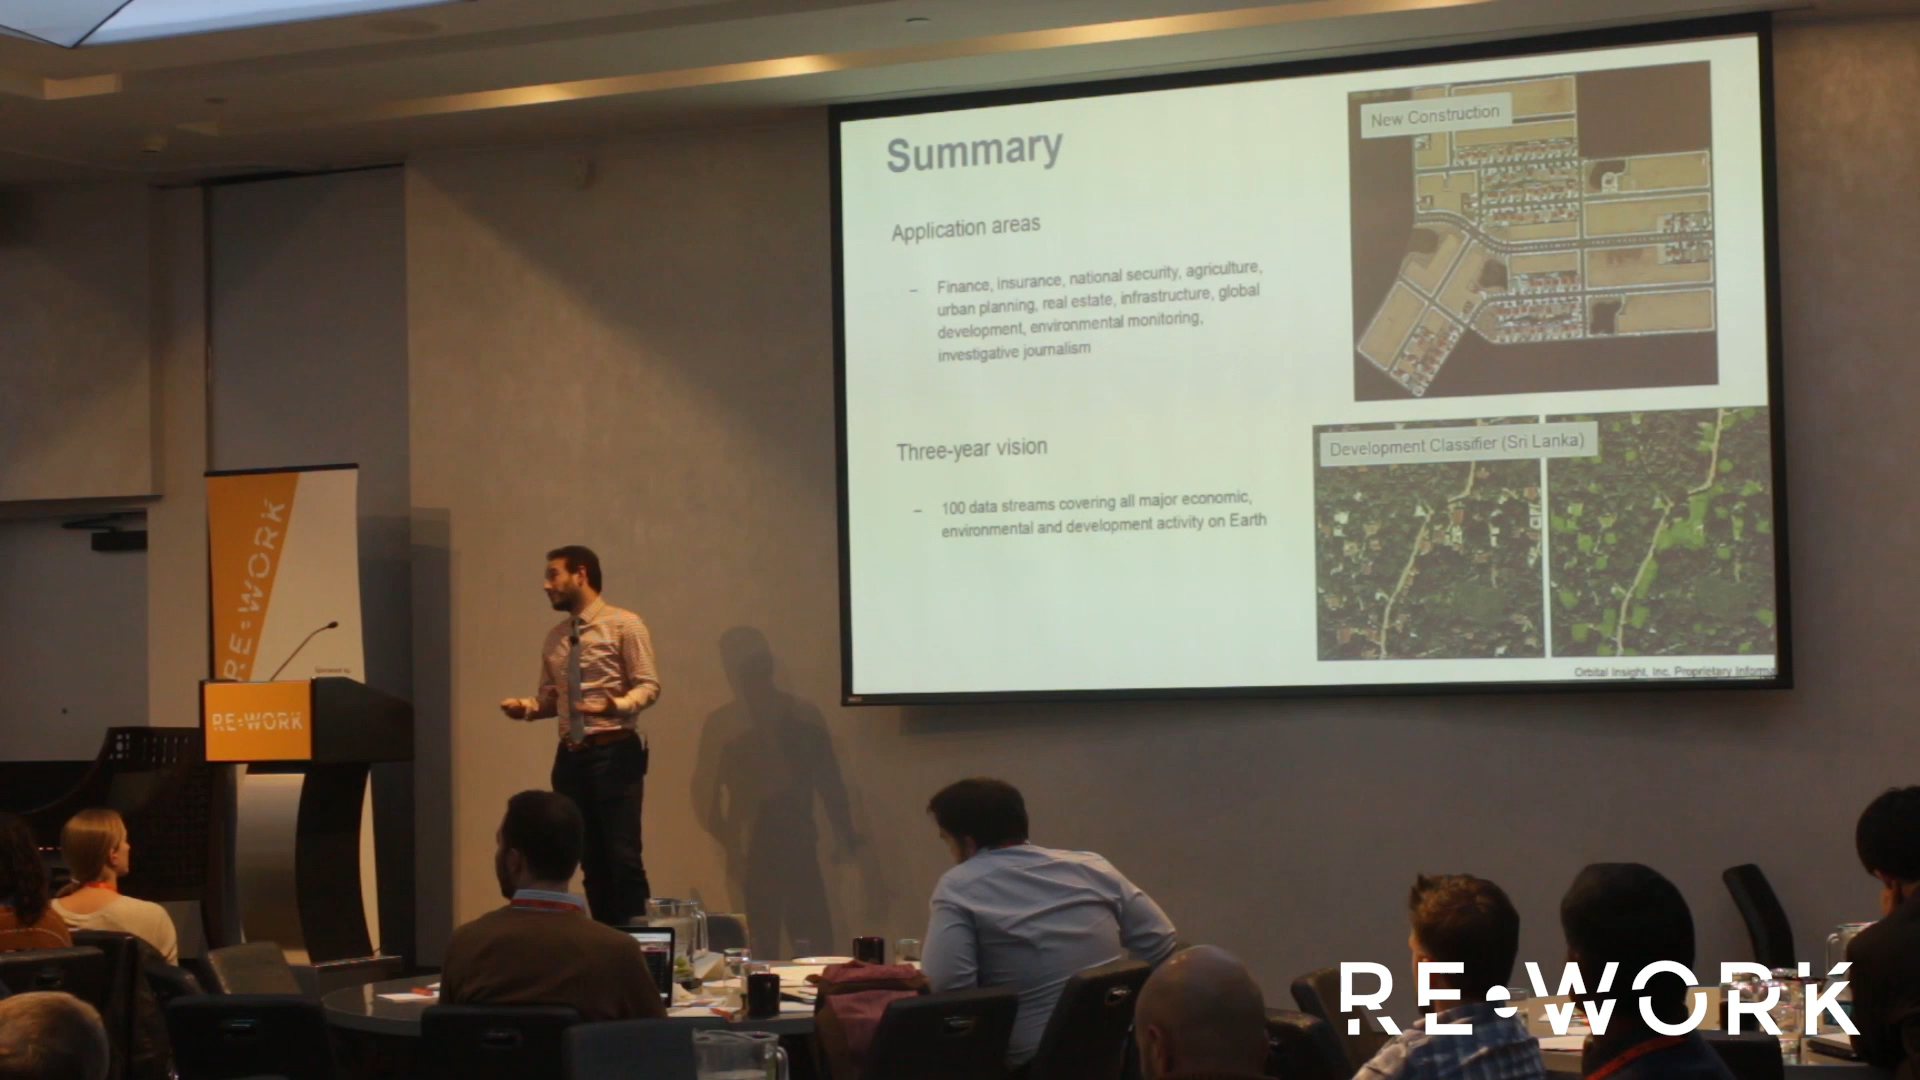 Summary
Application areas
– Finance, insurance, national security, agriculture,
urban planning, real estate, infrastructure, global
development, environmental monitoring,
investigative journalism
Three-year vision
– 100 data streams covering all major economic,
environmental and development activity on Earth
New Construction
Development Classifier (Sri Lanka)
Orbital Insight, Inc. Proprietary Informa
RE•WORK
RE•WORK
RE•WORK